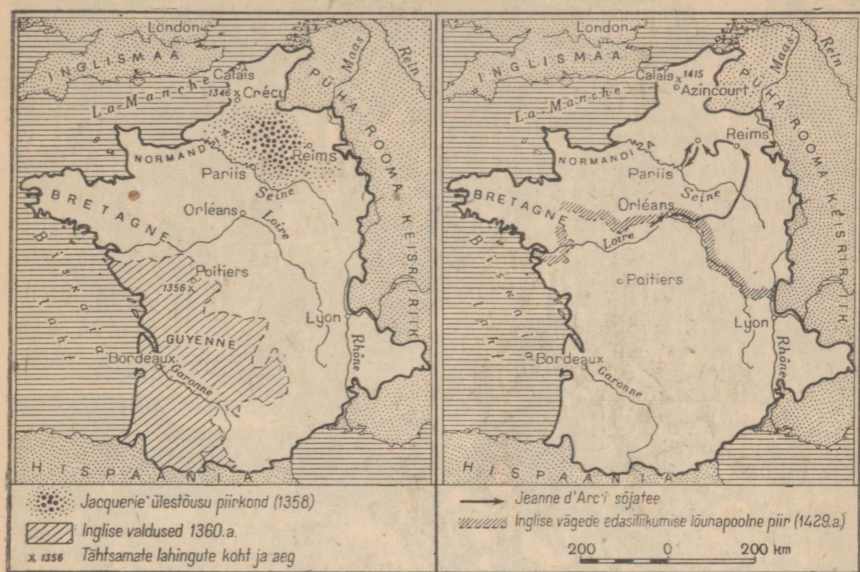 London
INGLISMAA
Calais
1346 x Crécy
La-Manche
PÜHA ROOMA KEISRIRIIK
Maas
Rein
NORMANDIA
Reims
Pariis
Seine
BRETAGNE
Orléans
Loire
Biskaia laht
Poitiers
1356 x
GUYENNE
Lyon
Bordeaux
Garonne
Rhône
HISPAANIA
Jacquerie' ülestõusu piirkond (1358)
Inglise valdused 1360.a.
x 1356 Tähtsamate lahingute koht ja aeg
London
INGLISMAA
Calais x 1415
Azincourt
La-Manche
PÜHA ROOMA KEISRIRIIK
Maas
Rein
NORMANDIA
Reims
Pariis
Seine
BRETAGNE
Orléans
Loire
Biskaia laht
Poitiers
Lyon
Bordeaux
Garonne
Rhône
HISPAANIA
Jeanne d'Arc'i sõjatee
Inglise vägede edasiliikumise lõunapoolne piir (1429.a.)
200 0 200 km